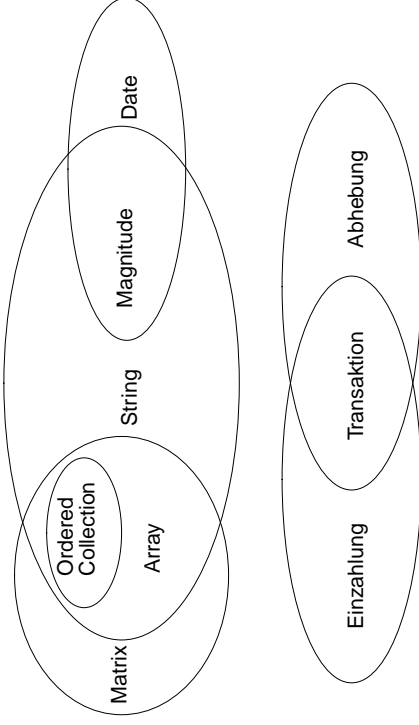 Ordered
Collection
Matrix
Array
String
Magnitude
Date
Einzahlung
Transaktion
Abhebung